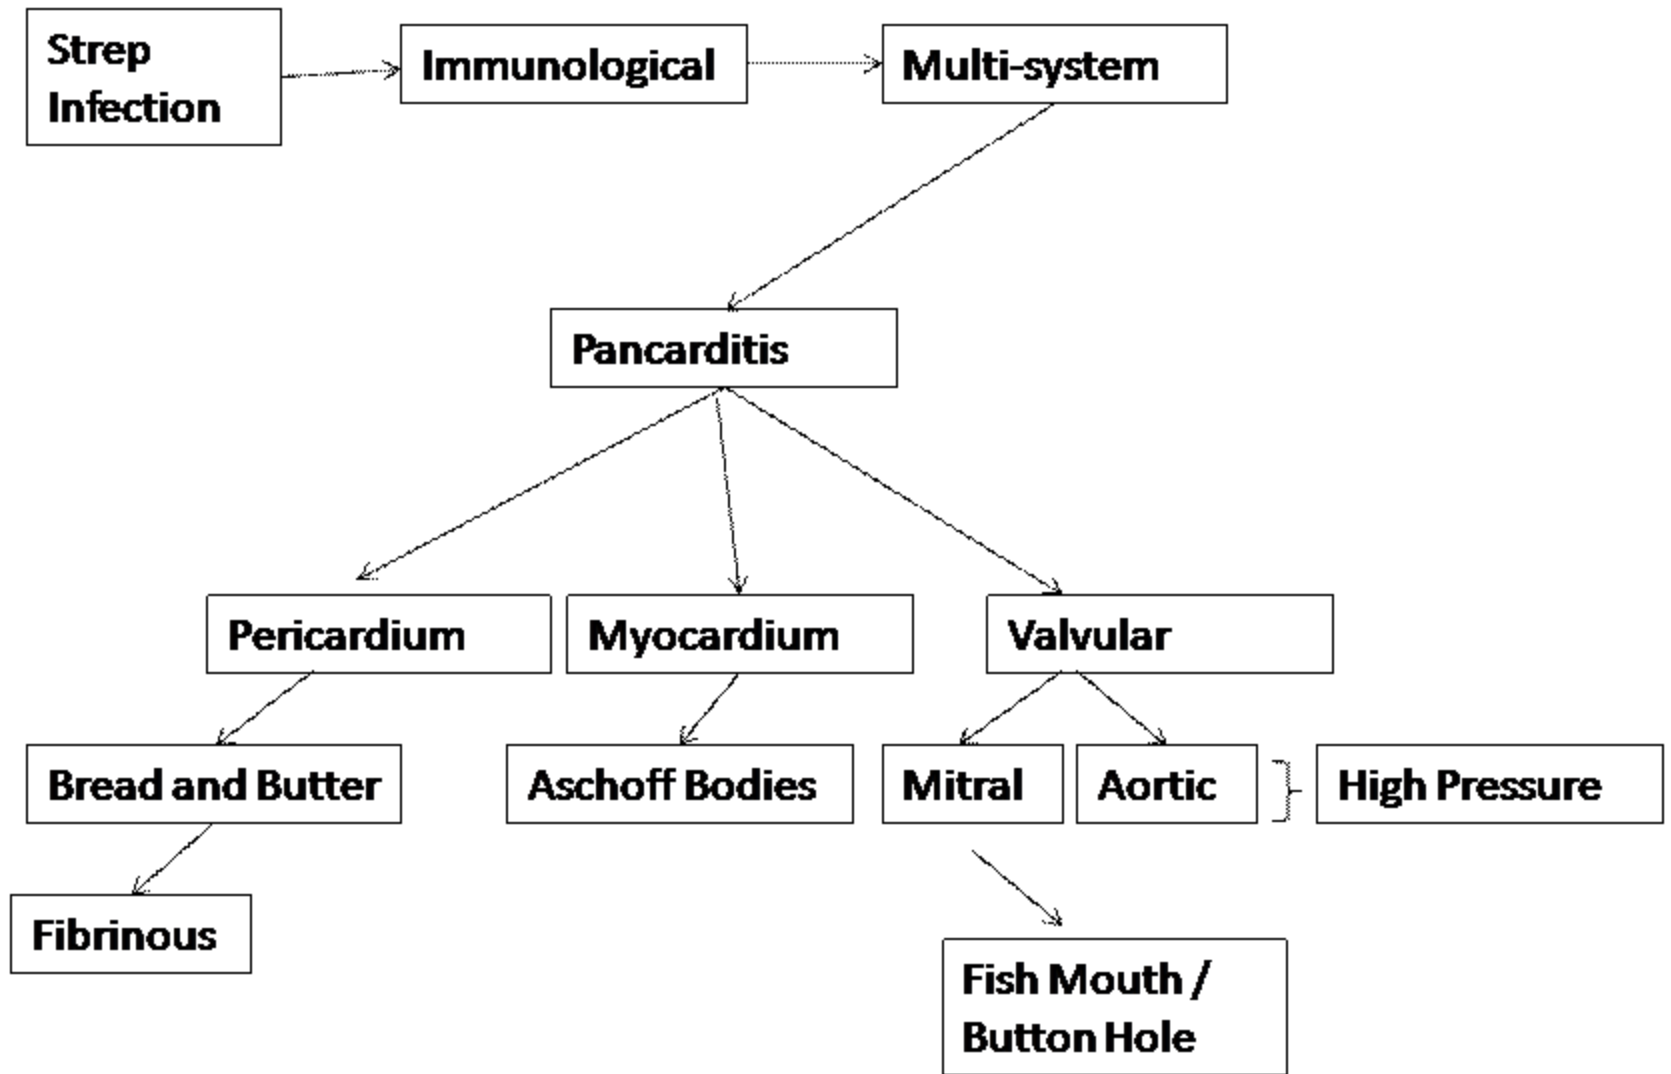 Strep
Infection
Immunological
Multi-system
Pancarditis
Pericardium
Myocardium
Valvular
Bread and Butter
Aschoff Bodies
Mitral
Aortic
High Pressure
Fibrinous
Fish Mouth /
Button Hole